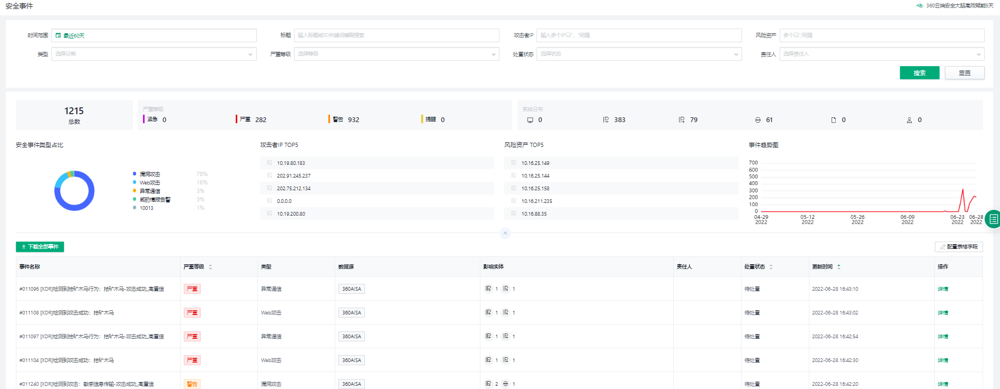 安全事件
360云端安全大脑高效赋能5天
时间范围 最近60天 标题 输入标题或ID关键词模糊搜索 攻击者IP 输入多个IP以"，"间隔 风险资产 多个以','间隔
类型 选择分类 严重等级 选择等级 处置状态 选择状态 责任人 选择责任人
搜索 重置
1215
总数
严重等级
紧急 0 严重 282 警告 932 提醒 0
实体分布
0 383 79 61 0 0
安全事件类型占比
漏洞攻击 78%
Web攻击 16%
异常通信 3%
威胁情报告警 3%
10013 1%
攻击者IP TOP5
10.19.80.183
202.91.245.237
202.75.212.134
0.0.0.0
10.19.200.80
风险资产 TOP5
10.16.25.149
10.16.25.144
10.16.25.158
10.16.211.235
10.16.88.35
事件趋势图
700
600
500
400
300
200
100
0
04-29 05-12 05-26 06-09 06-23 06-28
2022 2022 2022 2022 2022 2022
下载全部事件 配置表格字段
事件名称 严重等级 类型 数据源 影响实体 责任人 处置状态 更新时间 操作
#011096 [XDR]检测到挖矿木马行为：挖矿木马-攻击成功_高置信 严重 异常通信 360AISA 1 1 待处置 2022-06-28 16:43:10 详情
#011108 [XDR]检测到攻击成功：挖矿木马 严重 Web攻击 360AISA 1 1 待处置 2022-06-28 16:43:02 详情
#011097 [XDR]检测到挖矿木马行为：挖矿木马-攻击成功_高置信 严重 异常通信 360AISA 1 1 待处置 2022-06-28 16:42:54 详情
#011104 [XDR]检测到攻击成功：挖矿木马 严重 Web攻击 360AISA 1 1 待处置 2022-06-28 16:42:30 详情
#011240 [XDR]检测到攻击：敏感信息传输-攻击成功_高置信 警告 漏洞攻击 360AISA 2 1 待处置 2022-06-28 16:42:20 详情